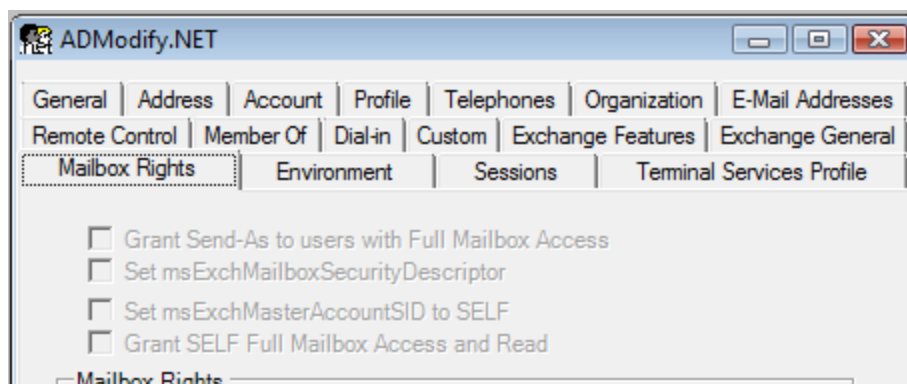 ADModify.NET
General Address Account Profile Telephones Organization E-Mail Addresses
Remote Control Member Of Dial-in Custom Exchange Features Exchange General
Mailbox Rights Environment Sessions Terminal Services Profile
Grant Send-As to users with Full Mailbox Access
Set msExchMailboxSecurityDescriptor
Set msExchMasterAccountSID to SELF
Grant SELF Full Mailbox Access and Read
Mailbox Rights